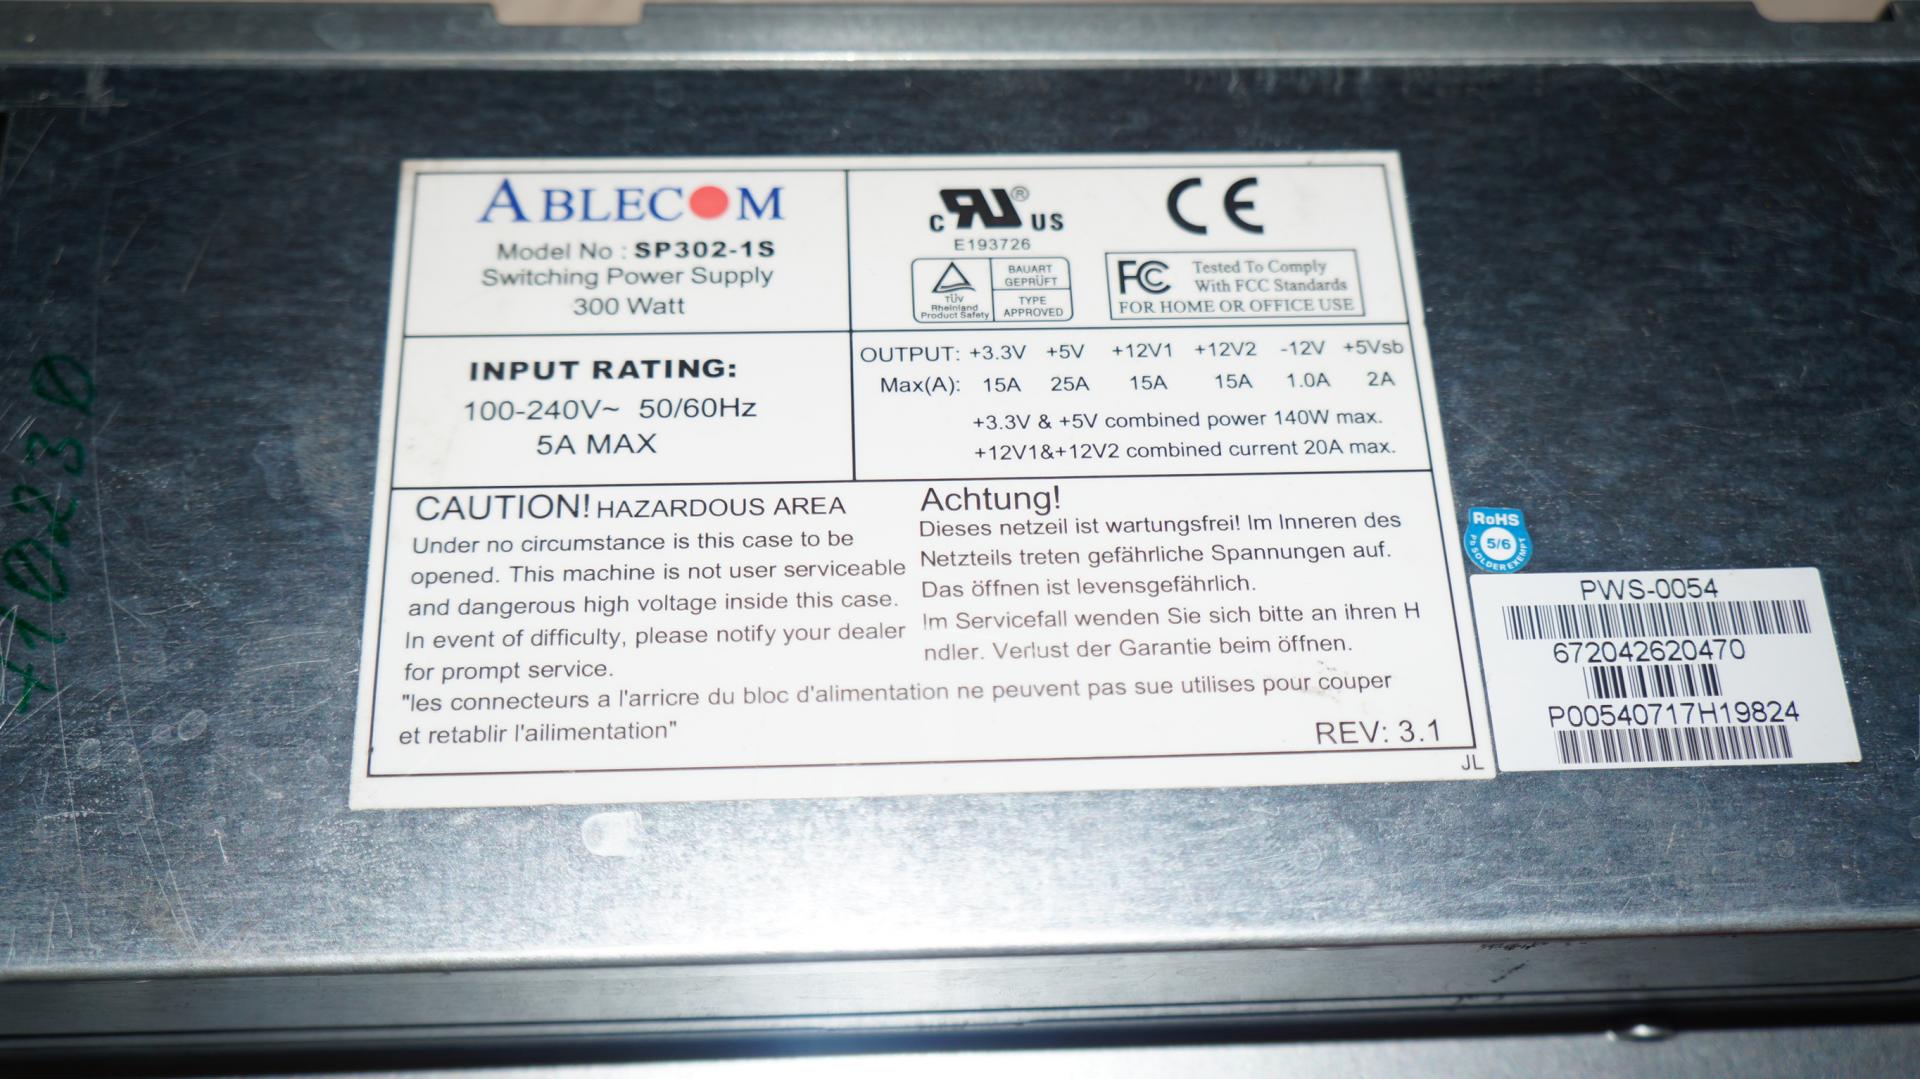 ABLECOM
Model No : SP302-1S
Switching Power Supply
300 Watt
c RU ® US
E193726
TÜV
Rheinland
Product Safety
BAUART
GEPRÜFT
TYPE
APPROVED
CE
FC Tested To Comply
With FCC Standards
FOR HOME OR OFFICE USE
INPUT RATING:
100-240V~ 50/60Hz
5A MAX
OUTPUT: +3.3V +5V +12V1 +12V2 -12V +5Vsb
Max(A): 15A 25A 15A 15A 1.0A 2A
+3.3V & +5V combined power 140W max.
+12V1&+12V2 combined current 20A max.
CAUTION! HAZARDOUS AREA
Under no circumstance is this case to be
opened. This machine is not user serviceable
and dangerous high voltage inside this case.
In event of difficulty, please notify your dealer
for prompt service.
Achtung!
Dieses netzeil ist wartungsfrei! Im Inneren des
Netzteils treten gefährliche Spannungen auf.
Das öffnen ist levensgefährlich.
Im Servicefall wenden Sie sich bitte an ihren H
ndler. Verlust der Garantie beim öffnen.
"les connecteurs a l'arricre du bloc d'alimentation ne peuvent pas sue utilises pour couper
et retablir l'ailimentation"
REV: 3.1
JL
RoHS
5/6
Pb SOLDER EXEMPT
PWS-0054
672042620470
P00540717H19824